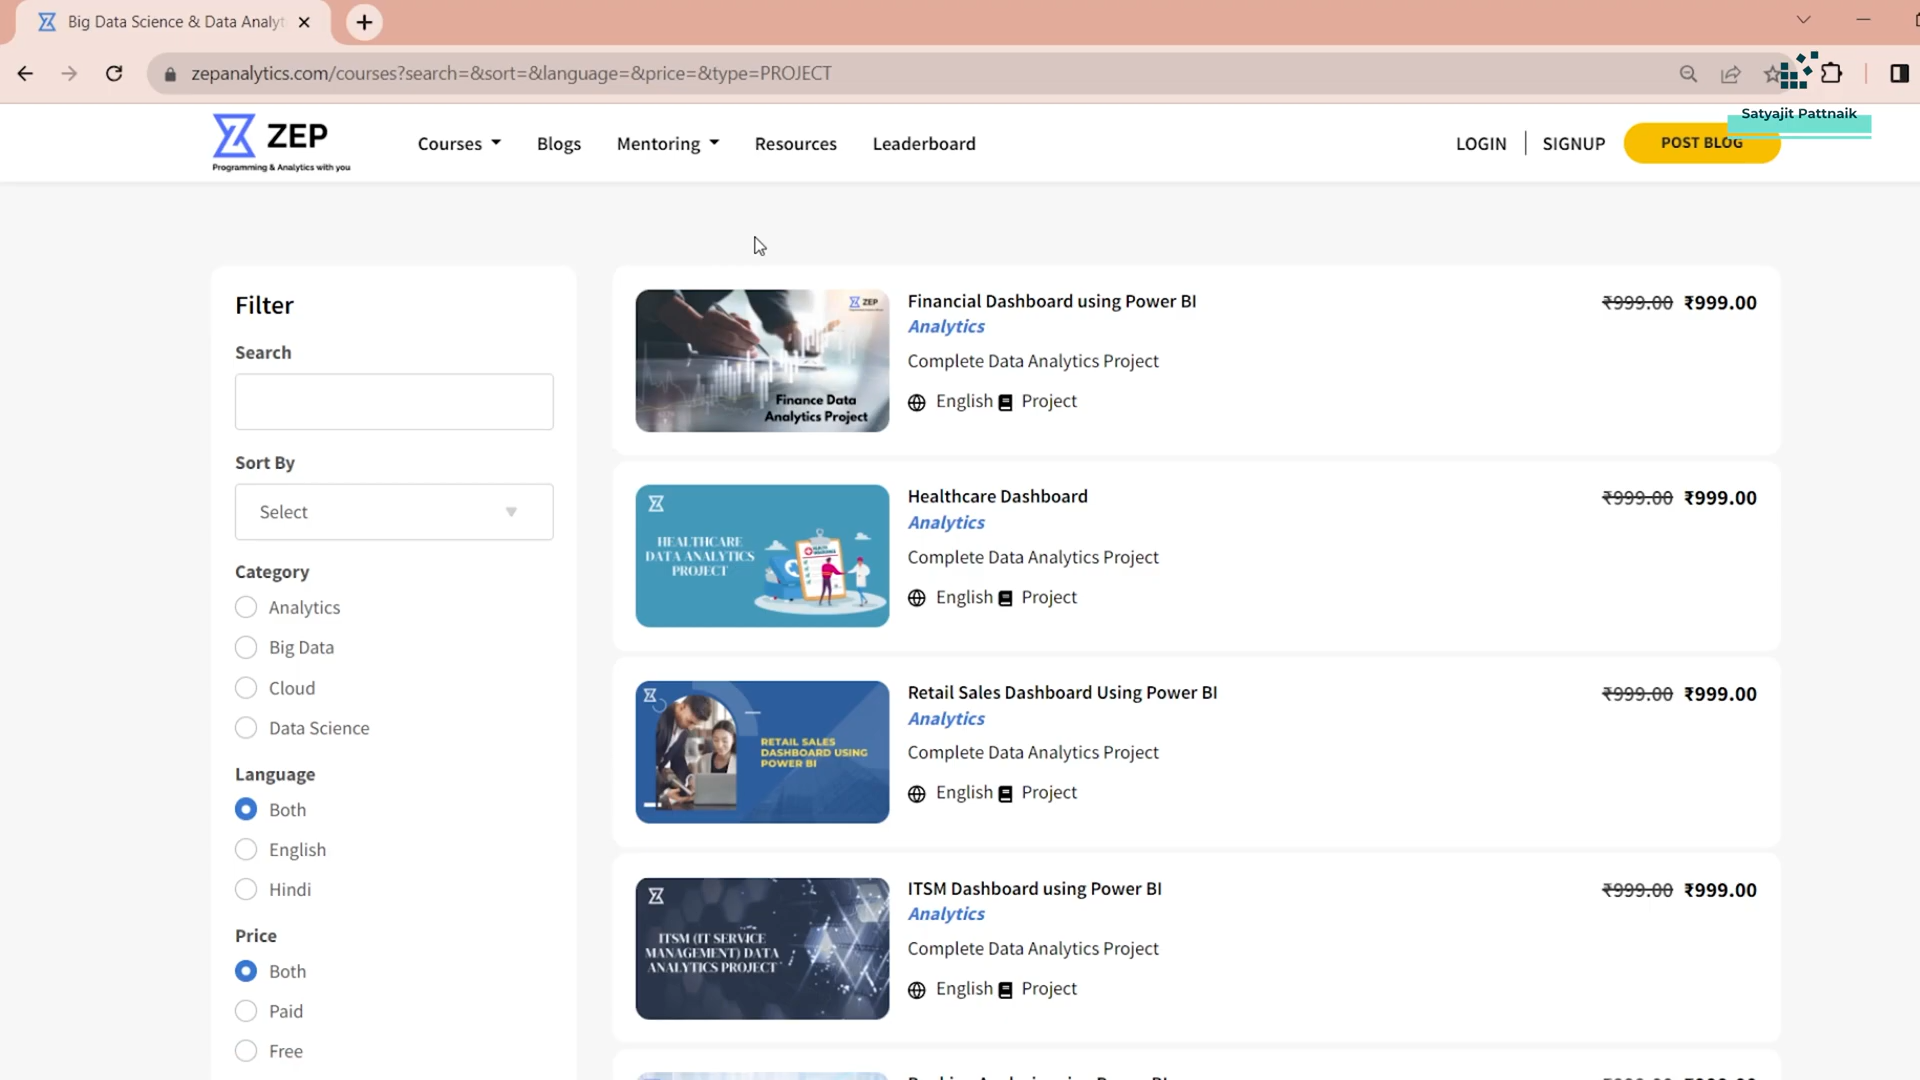 Big Data Science & Data Analyt
zepanalytics.com/courses?search=&sort=&language=&price=&type=PROJECT
Satyajit Pattnaik
ZEP
Programming & Analytics with you
Courses
Blogs
Mentoring
Resources
Leaderboard
LOGIN
SIGNUP
POST BLOG
Filter
Search
Sort By
Select
Category
Analytics
Big Data
Cloud
Data Science
Language
Both
English
Hindi
Price
Both
Paid
Free
ZEP
Finance Data
Analytics Project
Financial Dashboard using Power BI
Analytics
Complete Data Analytics Project
English Project
₹999.00 ₹999.00
HEALTHCARE
DATA ANALYTICS
PROJECT
Healthcare Dashboard
Analytics
Complete Data Analytics Project
English Project
₹999.00 ₹999.00
RETAIL SALES
DASHBOARD USING
POWER BI
Retail Sales Dashboard Using Power BI
Analytics
Complete Data Analytics Project
English Project
₹999.00 ₹999.00
ITSM (IT SERVICE
MANAGEMENT) DATA
ANALYTICS PROJECT
ITSM Dashboard using Power BI
Analytics
Complete Data Analytics Project
English Project
₹999.00 ₹999.00